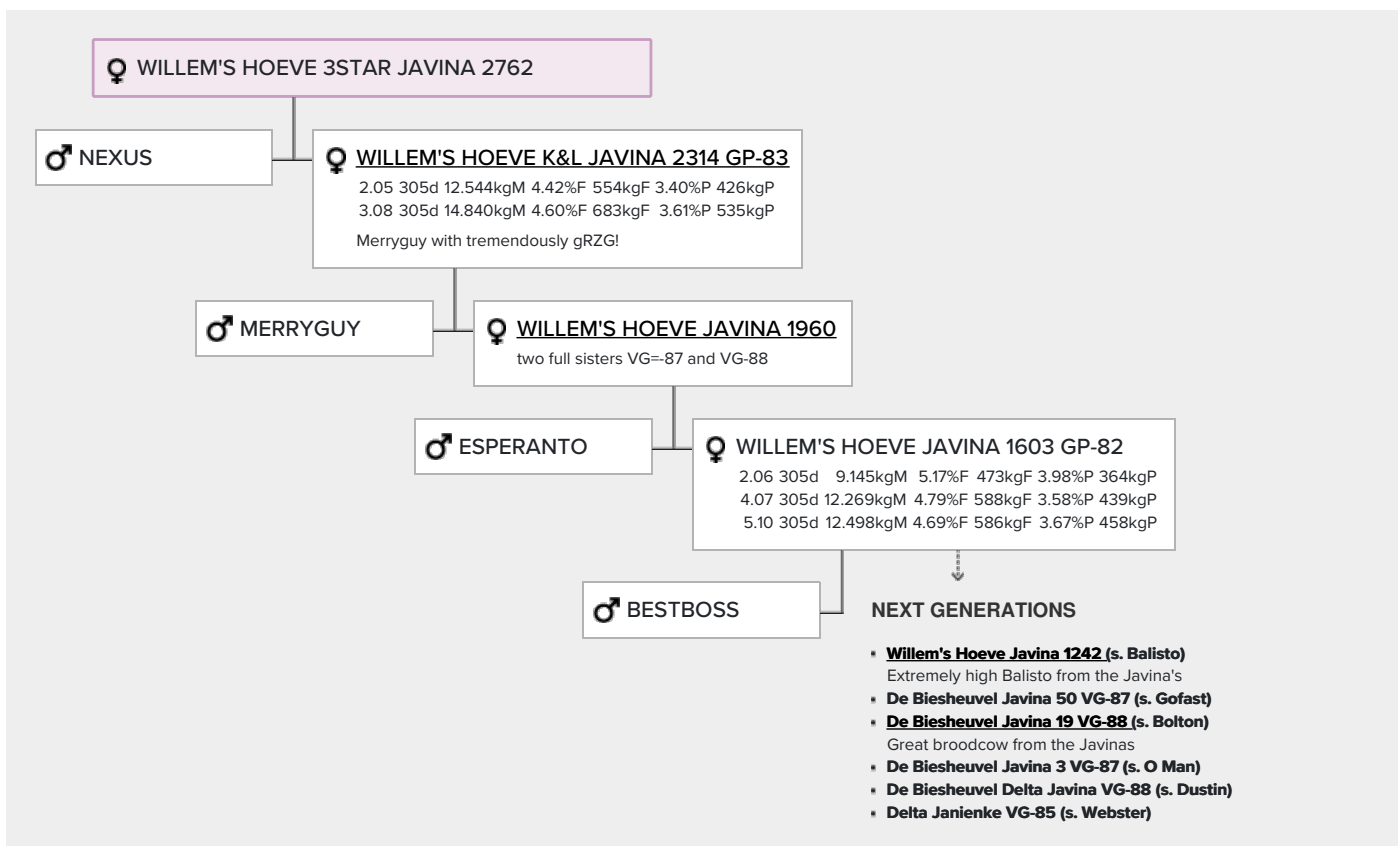 WILLEM'S HOEVE 3STAR JAVINA 2762
NEXUS
WILLEM'S HOEVE K&L JAVINA 2314 GP-83
2.05 305d 12.544kgM 4.42%F 554kgF 3.40%P 426kgP
3.08 305d 14.840kgM 4.60%F 683kgF 3.61%P 535kgP
Merryguy with tremendously gRZG!
MERRYGUY
WILLEM'S HOEVE JAVINA 1960
two full sisters VG=-87 and VG-88
ESPERANTO
WILLEM'S HOEVE JAVINA 1603 GP-82
2.06 305d 9.145kgM 5.17%F 473kgF 3.98%P 364kgP
4.07 305d 12.269kgM 4.79%F 588kgF 3.58%P 439kgP
5.10 305d 12.498kgM 4.69%F 586kgF 3.67%P 458kgP
BESTBOSS
NEXT GENERATIONS
Willem's Hoeve Javina 1242 (s. Balisto)
Extremely high Balisto from the Javina's
De Biesheuvel Javina 50 VG-87 (s. Gofast)
De Biesheuvel Javina 19 VG-88 (s. Bolton)
Great broodcow from the Javinas
De Biesheuvel Javina 3 VG-87 (s. O Man)
De Biesheuvel Delta Javina VG-88 (s. Dustin)
Delta Janienke VG-85 (s. Webster)